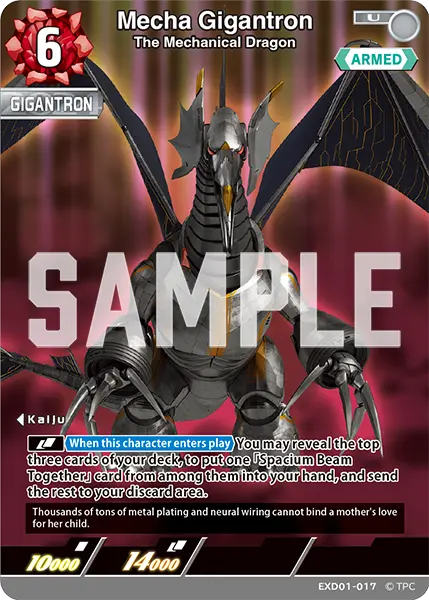 Mecha Gigantron
The Mechanical Dragon
6
U
ARMED
GIGANTRON
SAMPLE
Kaiju
When this character enters play You may reveal the top
three cards of your deck, to put one「Spacium Beam
Together」card from among them into your hand, and send
the rest to your discard area.
Thousands of tons of metal plating and neural wiring cannot bind a mother's love
for her child.
10000 14000
EXD01-017 © TPC